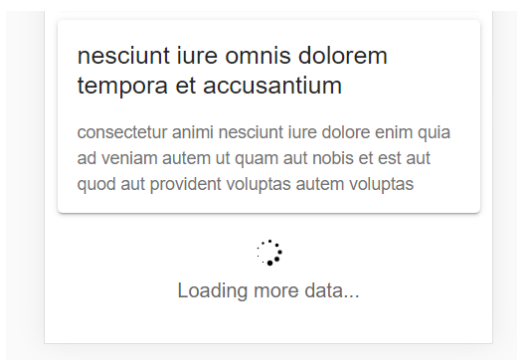 nesciunt iure omnis dolorem
tempora et accusantium
consectetur animi nesciunt iure dolore enim quia
ad veniam autem ut quam aut nobis et est aut
quod aut provident voluptas autem voluptas
Loading more data...